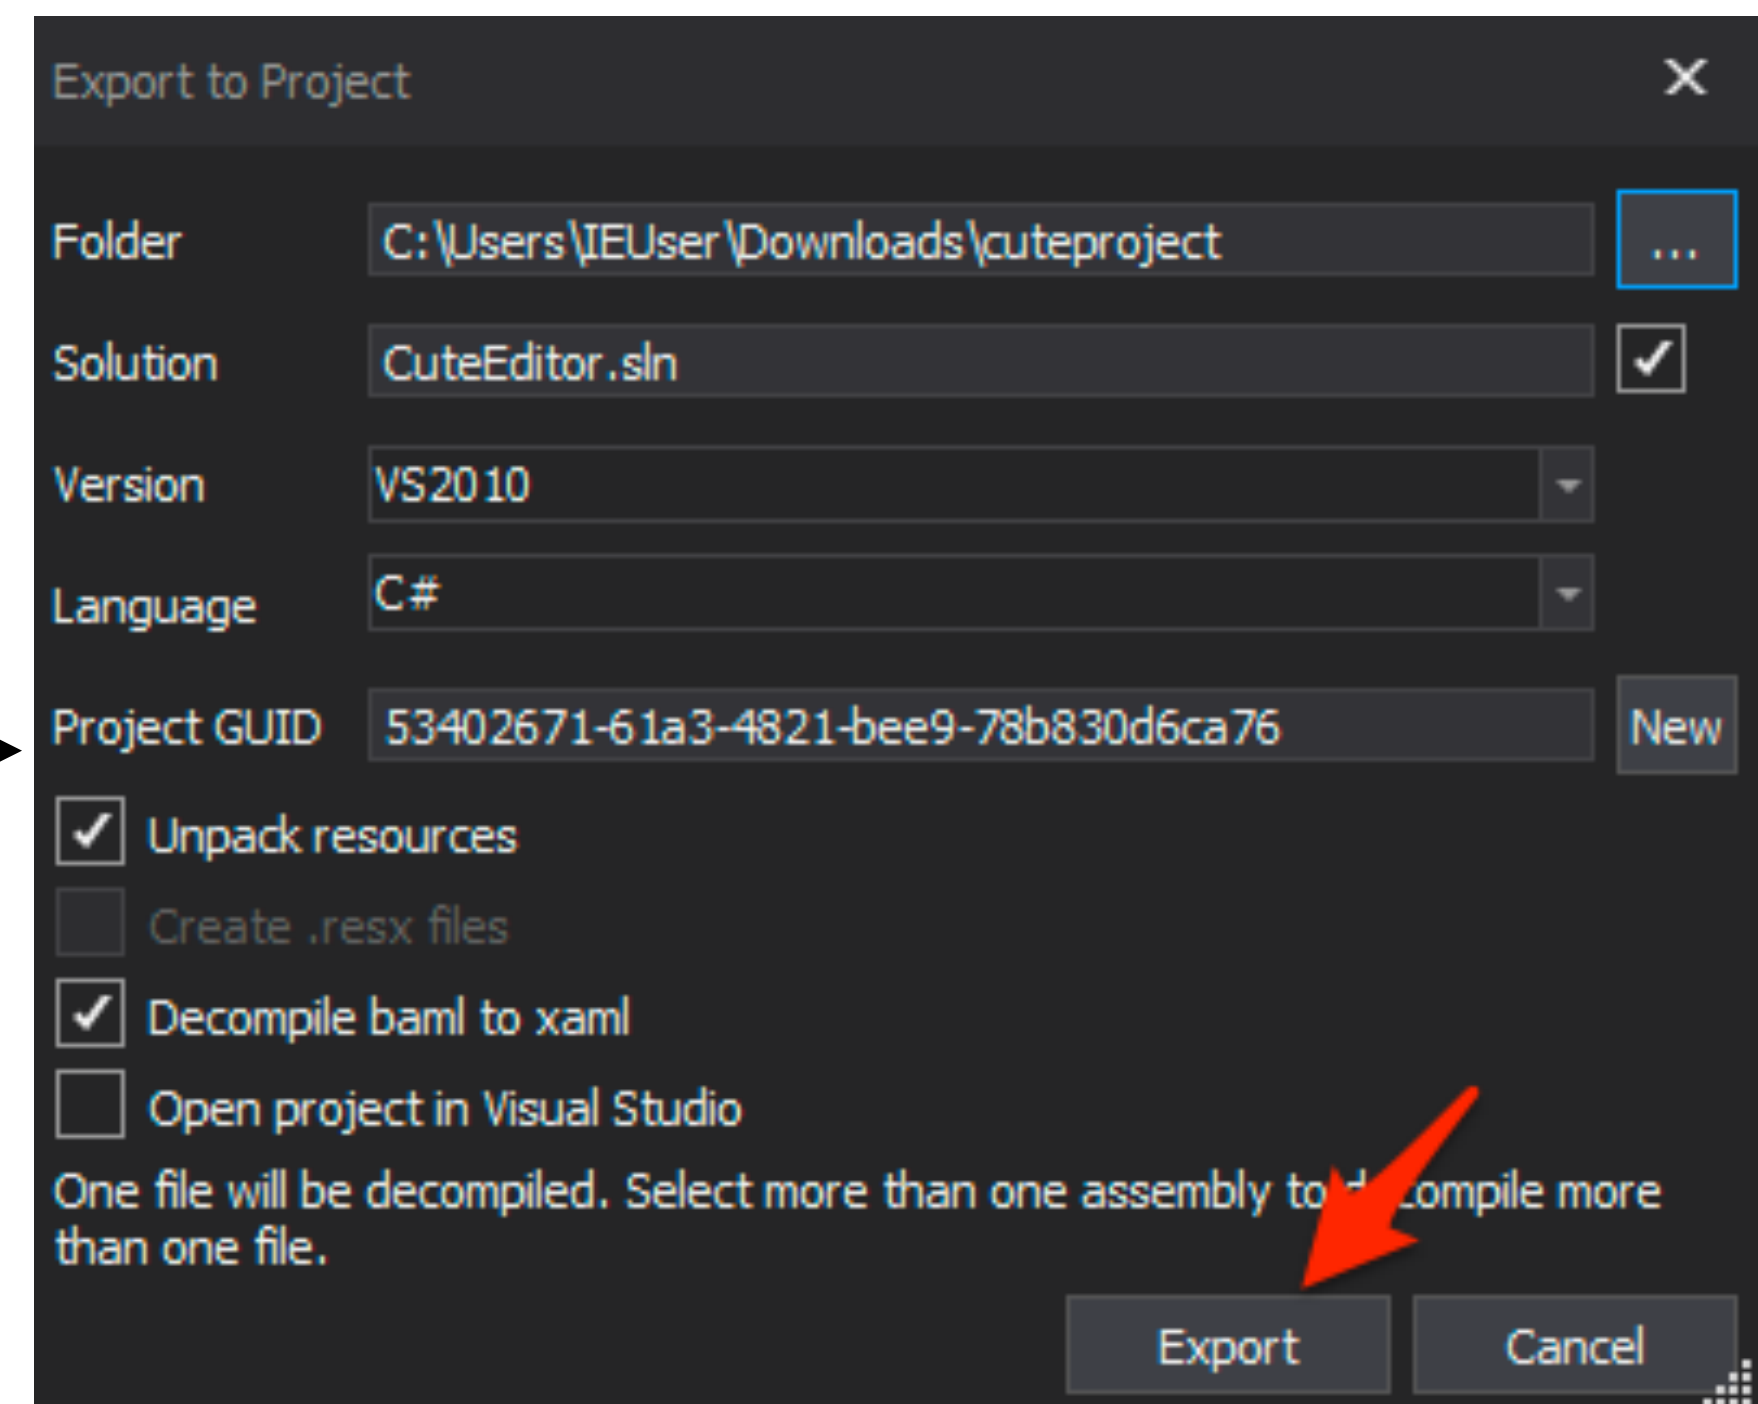 Export to Project
Folder C:\Users\IEUser\Downloads\cuteproject ...
Solution CuteEditor.sln
Version VS2010
Language C#
Project GUID 53402671-61a3-4821-bee9-78b830d6ca76 New
Unpack resources
Create .resx files
Decompile baml to xaml
Open project in Visual Studio
One file will be decompiled. Select more than one assembly to decompile more
than one file.
Export Cancel